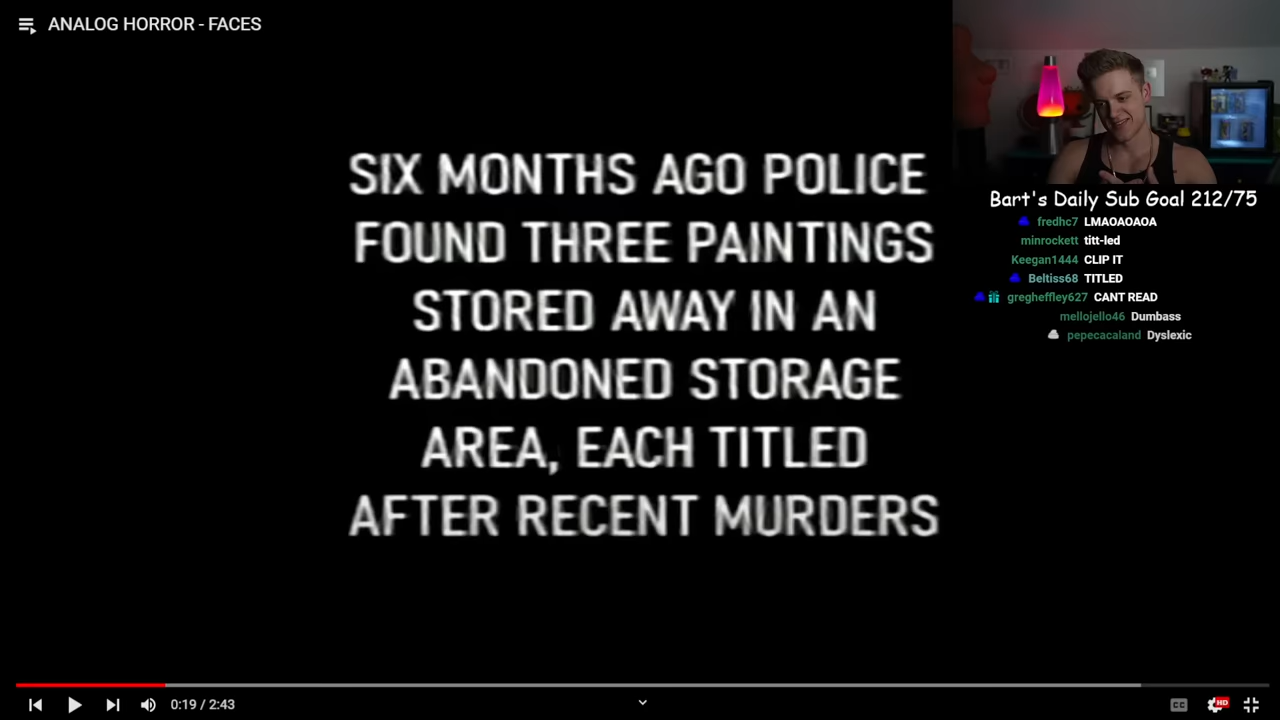 ANALOG HORROR - FACES
SIX MONTHS AGO POLICE
FOUND THREE PAINTINGS
STORED AWAY IN AN
ABANDONED STORAGE
AREA, EACH TITLED
AFTER RECENT MURDERS
Bart's Daily Sub Goal 212/75
fredhc7 LMAOAOAOA
minrockett titt-led
Keegan1444 CLIP IT
Beltiss68 TITLED
gregheffley627 CANT READ
mellojello46 Dumbass
pepecacaland Dyslexic
0:19 / 2:43
CC
HD